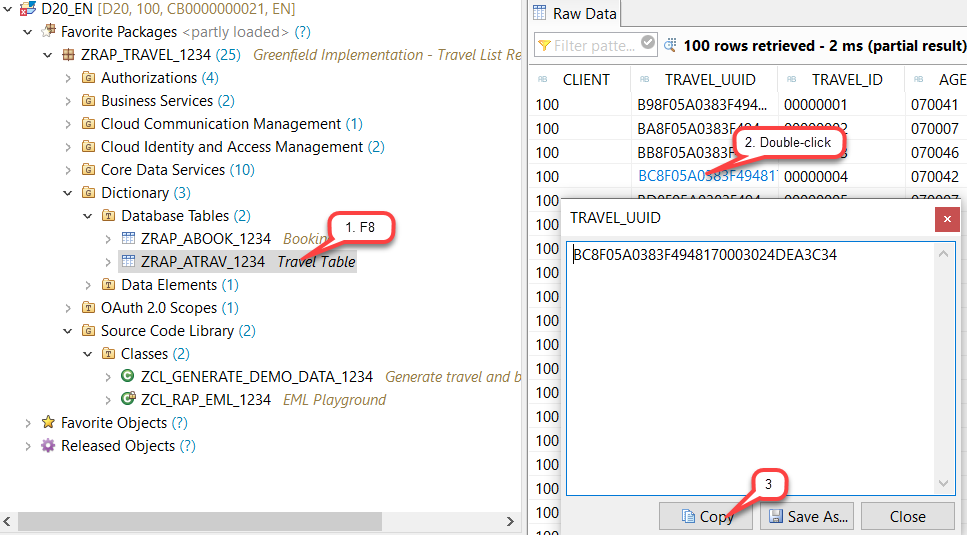 D20_EN [D20, 100, CB0000000021, EN]
Favorite Packages <partly loaded> (?)
ZRAP_TRAVEL_1234 (25) Greenfield Implementation - Travel List Re
Authorizations (4)
Business Services (2)
Cloud Communication Management (1)
Cloud Identity and Access Management (2)
Core Data Services (10)
Dictionary (3)
Database Tables (2)
ZRAP_ABOOK_1234 Bookin
1. F8
ZRAP_ATRAV_1234 Travel Table
Data Elements (1)
OAuth 2.0 Scopes (1)
Source Code Library (2)
Classes (2)
ZCL_GENERATE_DEMO_DATA_1234 Generate travel and b
ZCL_RAP_EML_1234 EML Playground
Favorite Objects (?)
Released Objects (?)
Raw Data
Filter patte... 100 rows retrieved - 2 ms (partial result)
CLIENT TRAVEL_UUID TRAVEL_ID AGE
100 B98F05A0383F494... 00000001 070041
100 BA8F05A0383F494 070007
2. Double-click
100 BB8F05A0383F 3 070046
100 BC8F05A0383F49481 00000004 070042
100
100
100
100
100
100
100
100
100
100
100
100
100
100
TRAVEL_UUID
BC8F05A0383F4948170003024DEA3C34
3
Copy Save As... Close